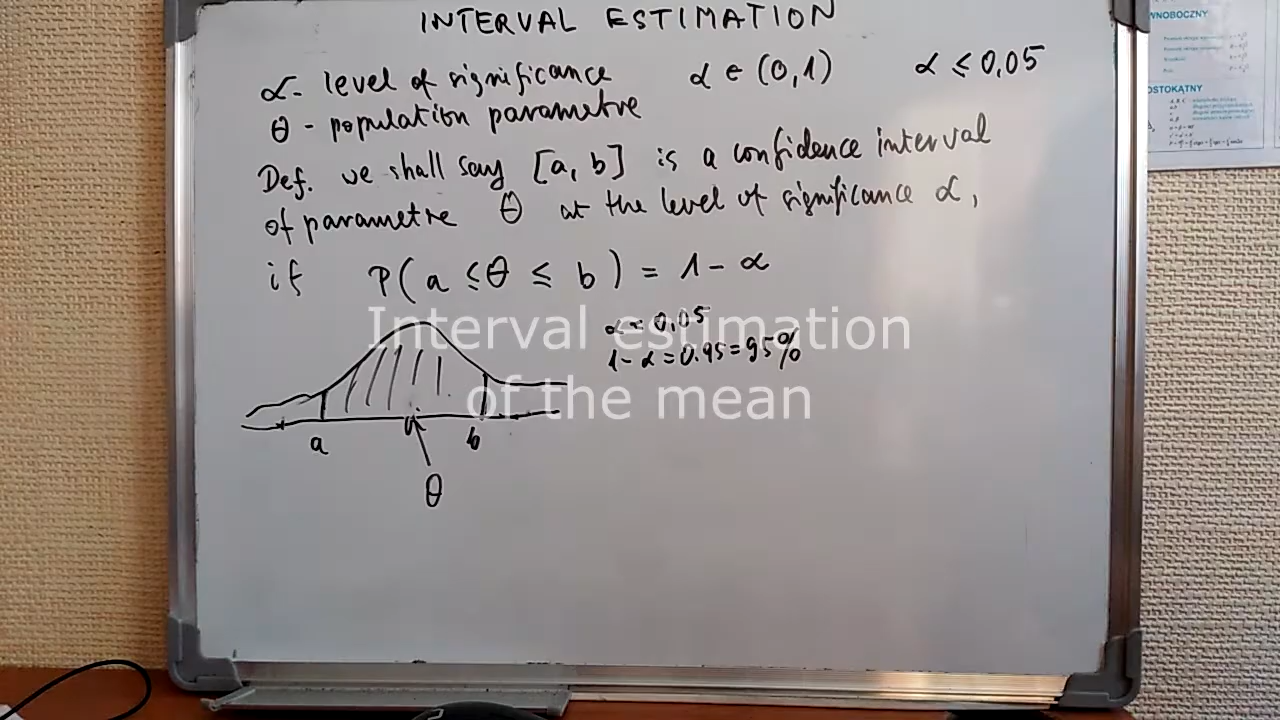 INTERVAL ESTIMATION
α - level of significance α ∈ (0,1) α ≤ 0,05
θ - population parametre
Def. we shall say [a, b] is a confidence interval
of parametre θ at the level of significance α,
if P( a ≤ θ ≤ b ) = 1 - α
α = 0,05
1 - α = 0.95 = 95%
Interval estimation
of the mean
a b
θ
WNOBOCZNY
OSTOKĄTNY